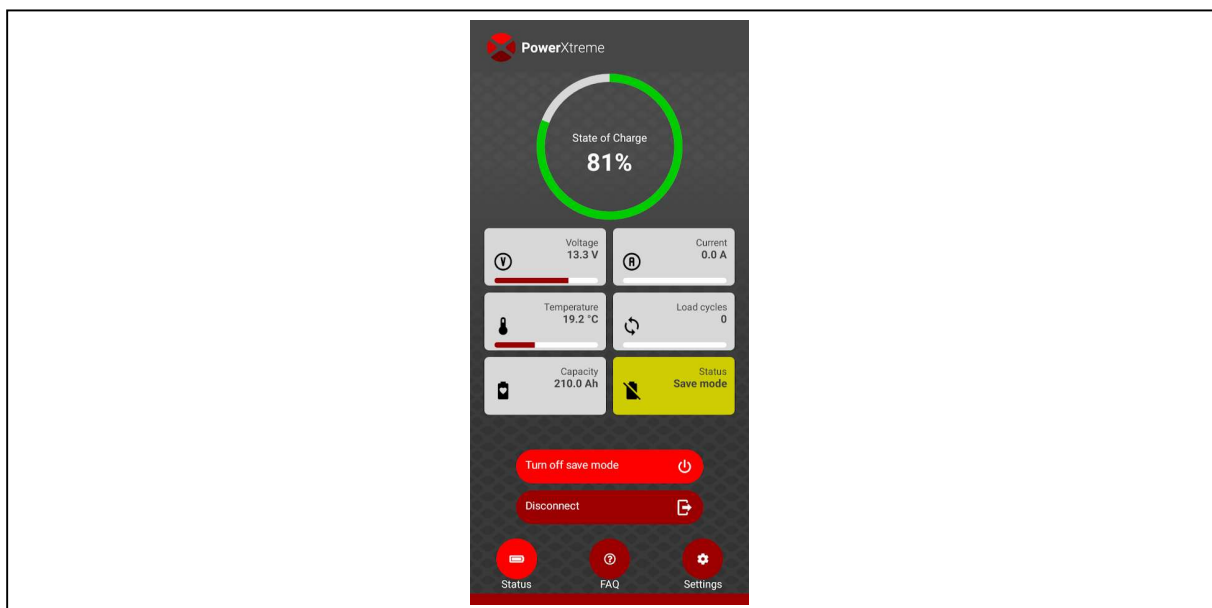 PowerXtreme
State of Charge
81%
Voltage
13.3 V
Current
0.0 A
Temperature
19.2 °C
Load cycles
0
Capacity
210.0 Ah
Status
Save mode
Turn off save mode
Disconnect
Status
FAQ
Settings